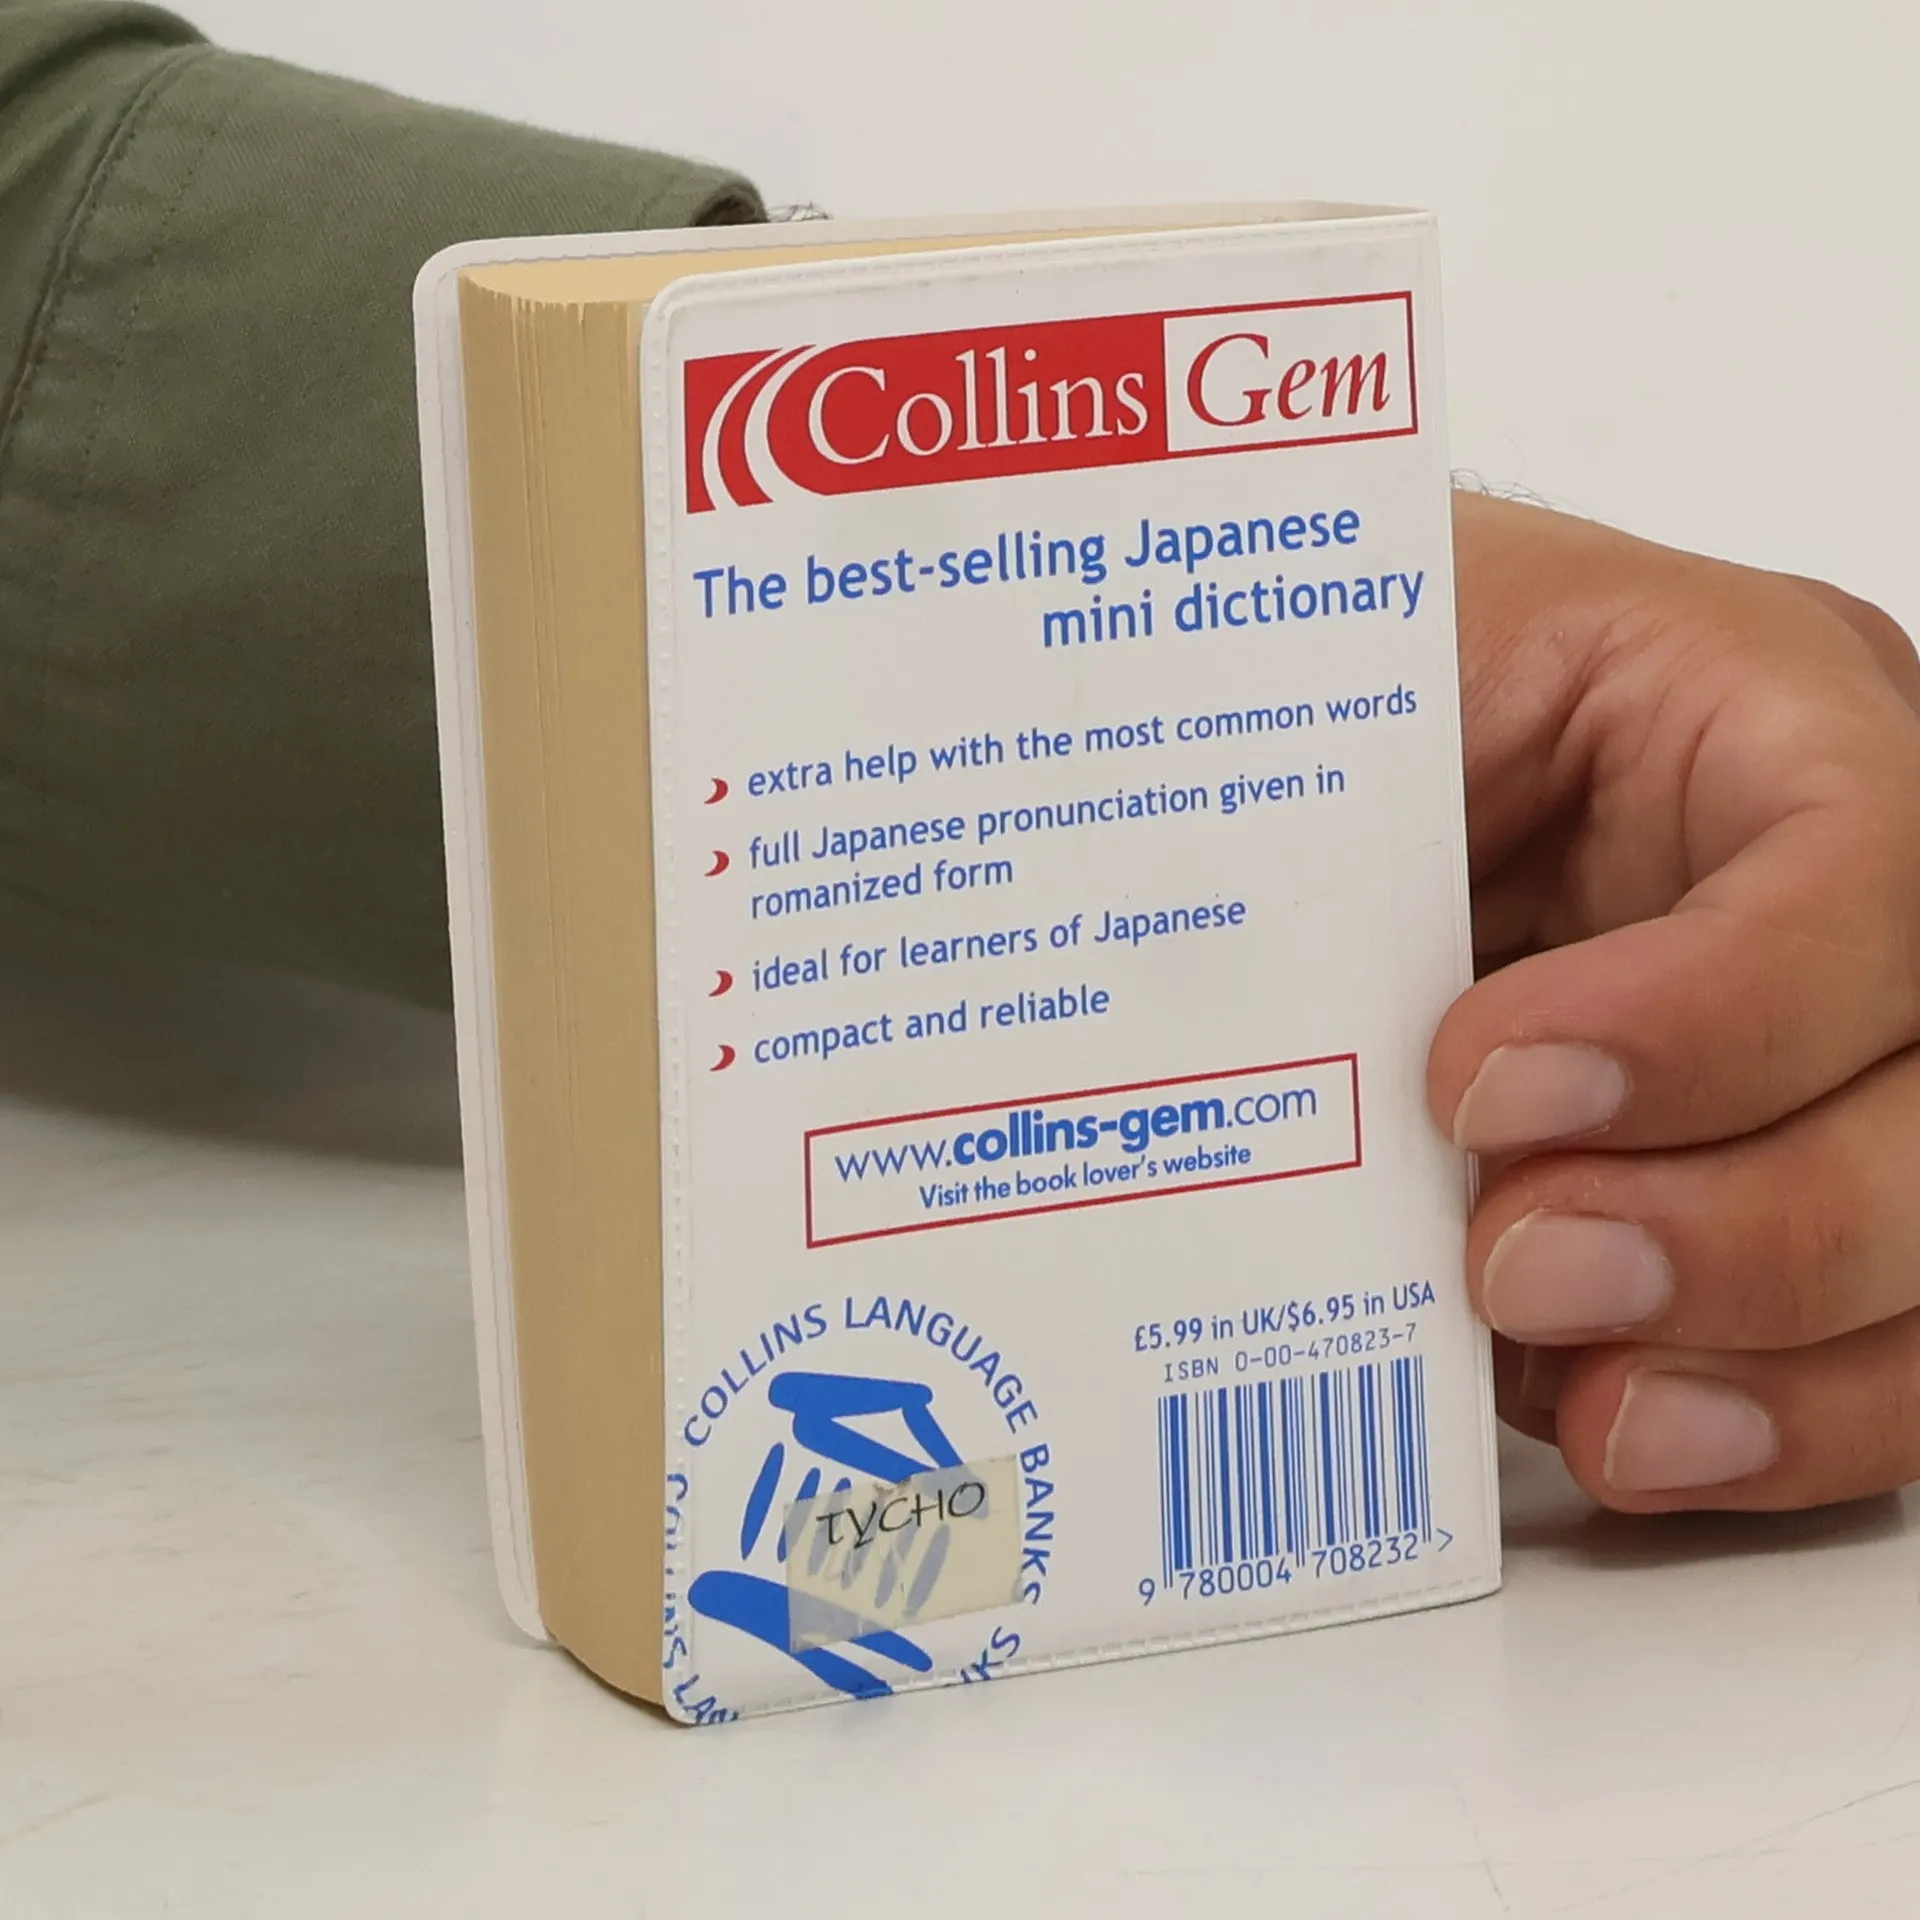 Collins Gem
The best-selling Japanese
mini dictionary
extra help with the most common words
full Japanese pronunciation given in
romanized form
ideal for learners of Japanese
compact and reliable
www.collins-gem.com
Visit the book lover's website
COLLINS LANGUAGE BANKS
TYCHO
£5.99 in UK/$6.95 in USA
ISBN 0-00-470823-7
9 780004 708232 >